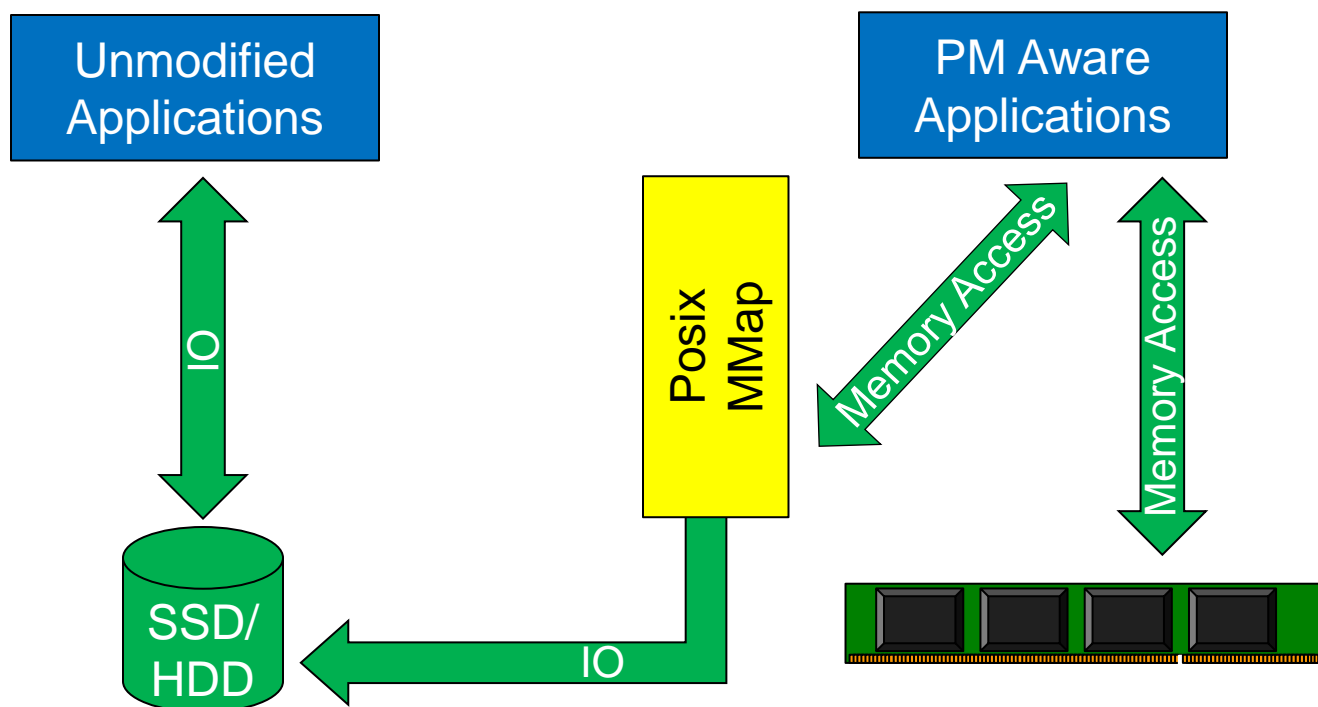 Unmodified
Applications
PM Aware
Applications
IO
Posix
MMap
Memory Access
Memory Access
SSD/
HDD
IO